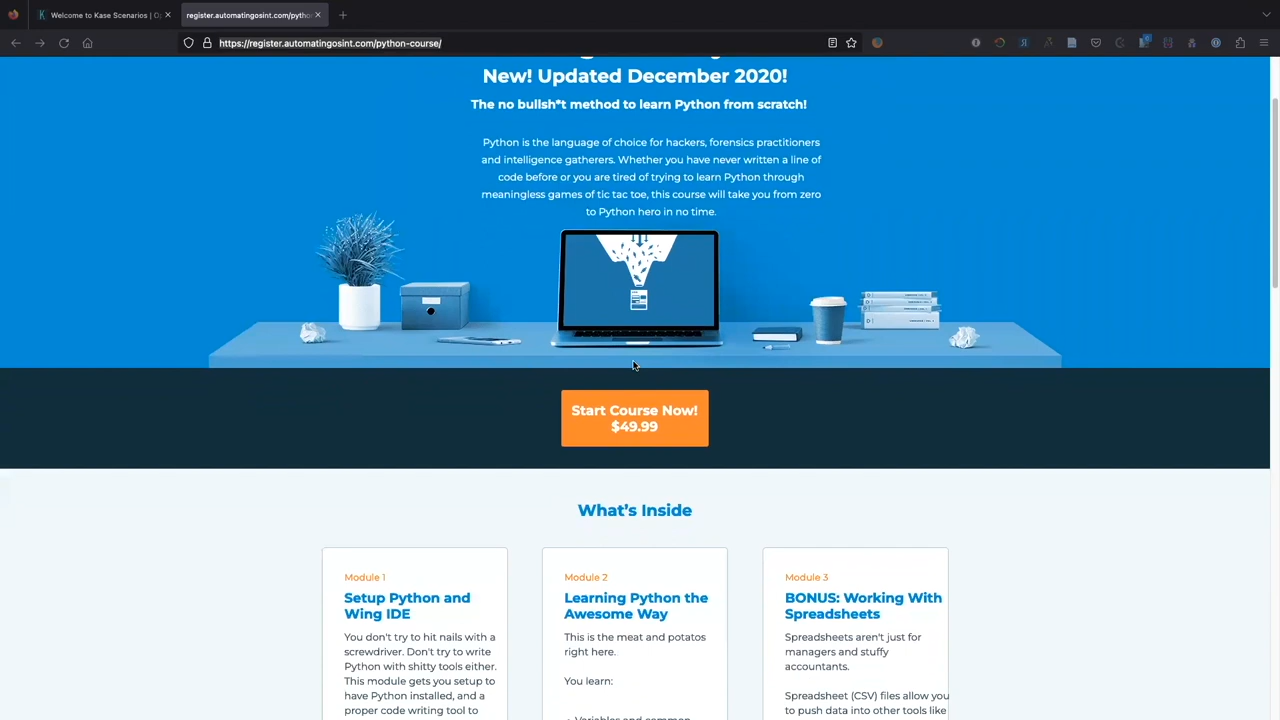 Welcome to Kase Scenarios | Op
register.automatingosint.com/pytho
https://register.automatingosint.com/python-course/
New! Updated December 2020!
The no bullsh*t method to learn Python from scratch!
Python is the language of choice for hackers, forensics practitioners
and intelligence gatherers. Whether you have never written a line of
code before or you are tired of trying to learn Python through
meaningless games of tic tac toe, this course will take you from zero
to Python hero in no time.
Start Course Now!
$49.99
What's Inside
Module 1
Setup Python and
Wing IDE
You don't try to hit nails with a
screwdriver. Don't try to write
Python with shitty tools either.
This module gets you setup to
have Python installed, and a
proper code writing tool to
Module 2
Learning Python the
Awesome Way
This is the meat and potatos
right here.
You learn:
Variables and common
Module 3
BONUS: Working With
Spreadsheets
Spreadsheets aren't just for
managers and stuffy
accountants.
Spreadsheet (CSV) files allow you
to push data into other tools like